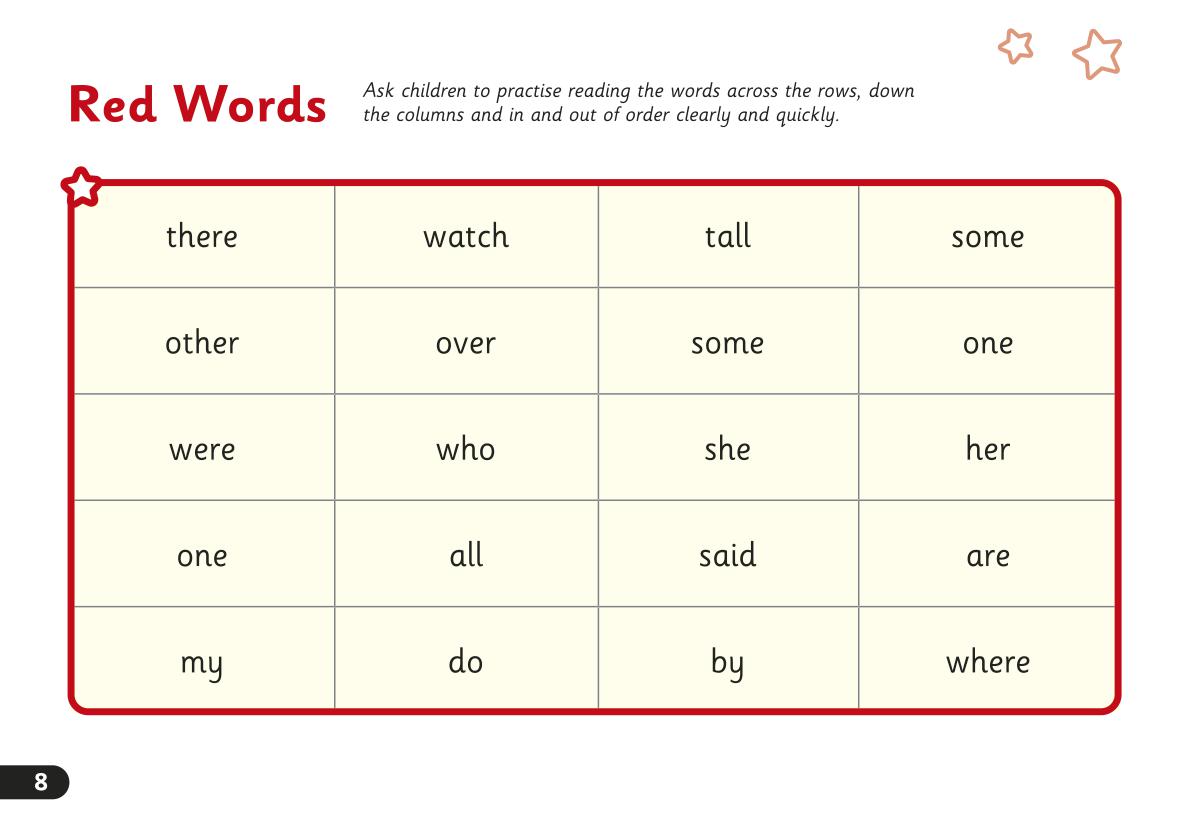 Red Words
Ask children to practise reading the words across the rows, down
the columns and in and out of order clearly and quickly.
there watch tall some
other over some one
were who she her
one all said are
my do by where
8